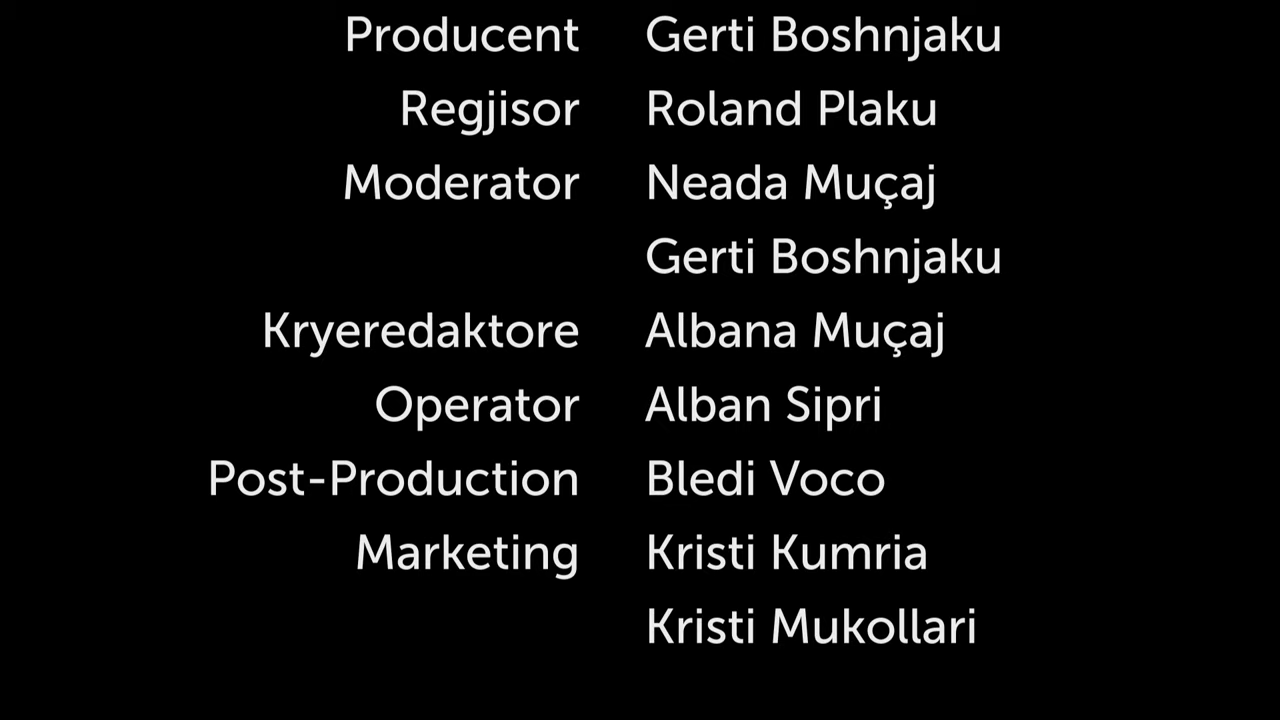 Producent Gerti Boshnjaku
Regjisor Roland Plaku
Moderator Neada Muçaj
Gerti Boshnjaku
Kryeredaktore Albana Muçaj
Operator Alban Sipri
Post-Production Bledi Voco
Marketing Kristi Kumria
Kristi Mukollari